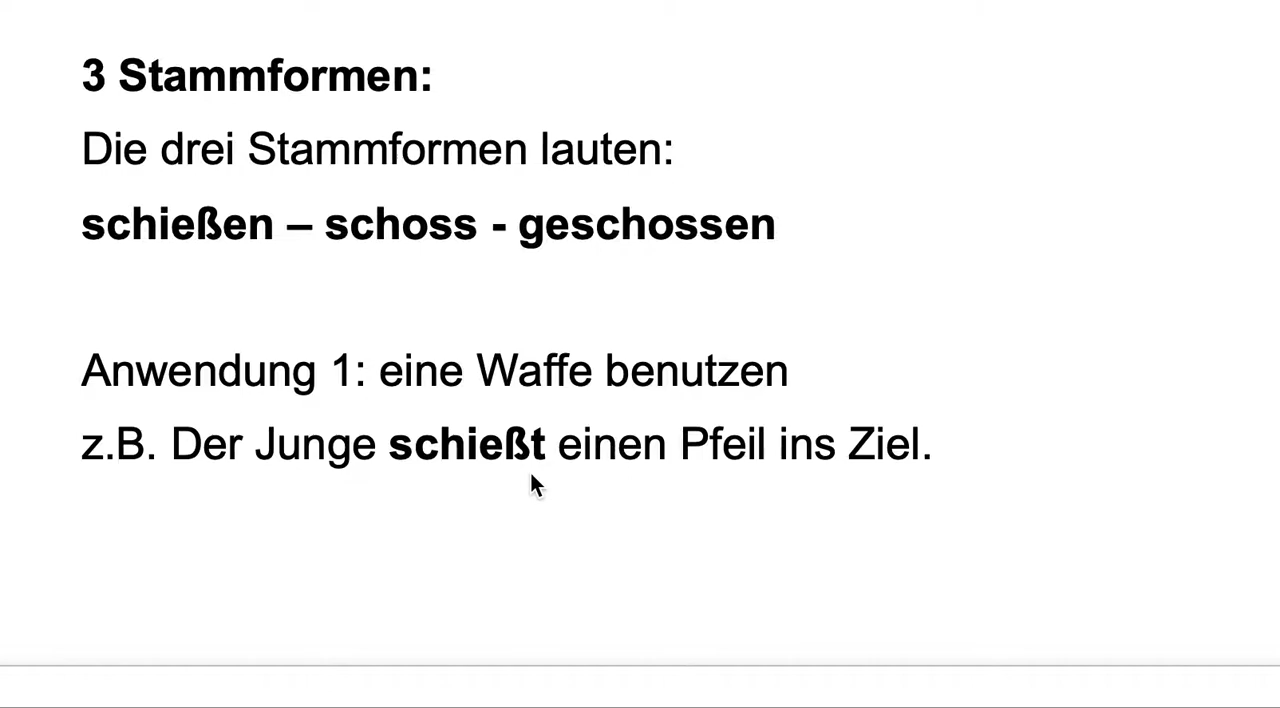 3 Stammformen:
Die drei Stammformen lauten:
schießen – schoss - geschossen
Anwendung 1: eine Waffe benutzen
z.B. Der Junge schießt einen Pfeil ins Ziel.